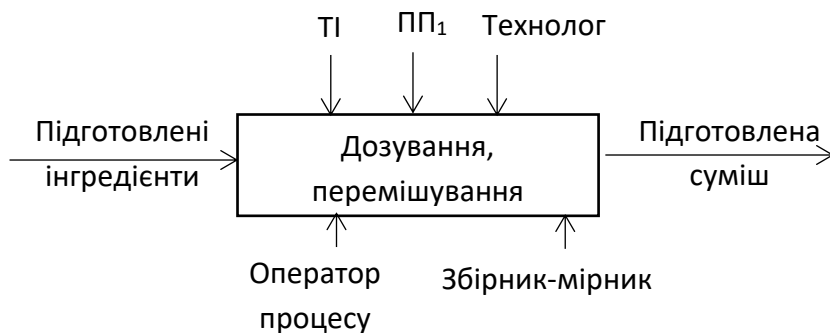 ТІ
ПП₁
Технолог
Підготовлені
інгредієнти
Дозування,
перемішування
Підготовлена
суміш
Оператор
процесу
Збірник-мірник